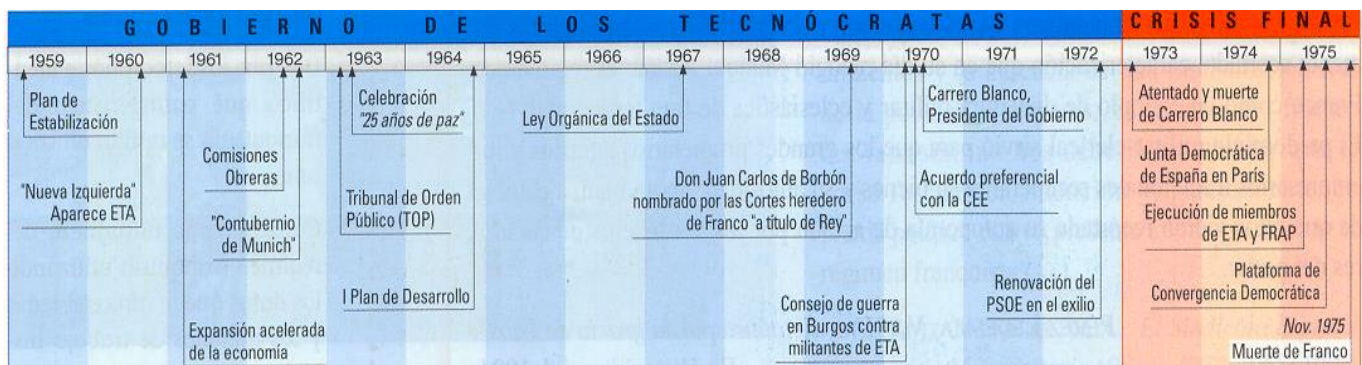 GOBIERNO DE LOS TECNÓCRATAS
CRISIS FINAL
1959 1960 1961 1962 1963 1964 1965 1966 1967 1968 1969 1970 1971 1972 1973 1974 1975
Plan de
Estabilización
"Nueva Izquierda"
Aparece ETA
Comisiones
Obreras
"Contubernio
de Munich"
Expansión acelerada
de la economía
Celebración
"25 años de paz"
Tribunal de Orden
Público (TOP)
I Plan de Desarrollo
Ley Orgánica del Estado
Don Juan Carlos de Borbón
nombrado por las Cortes heredero
de Franco "a título de Rey"
Consejo de guerra
en Burgos contra
militantes de ETA
Carrero Blanco,
Presidente del Gobierno
Acuerdo preferencial
con la CEE
Renovación del
PSOE en el exilio
Atentado y muerte
de Carrero Blanco
Junta Democrática
de España en París
Ejecución de miembros
de ETA y FRAP
Plataforma de
Convergencia Democrática
Nov. 1975
Muerte de Franco